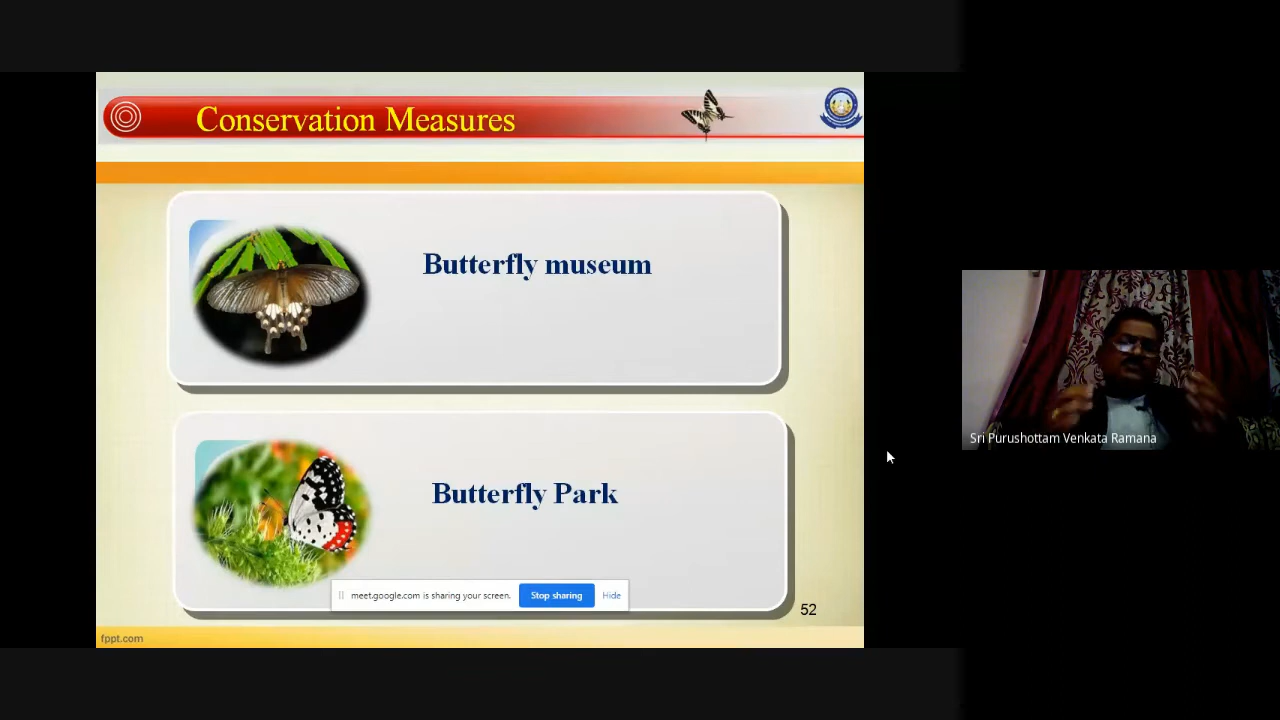 Conservation Measures
Butterfly museum
Butterfly Park
meet.google.com is sharing your screen.
Stop sharing
Hide
52
fppt.com
Sri Purushottam Venkata Ramana